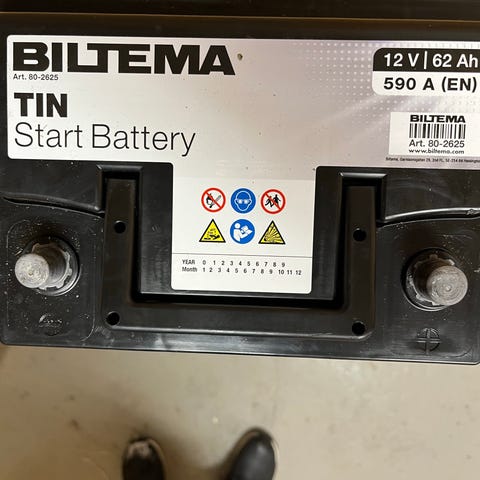 BILTEMA
Art. 80-2625
TIN
Start Battery
12 V | 62 Ah
590 A (EN)
BILTEMA
Art. 80-2625
www.biltema.com
YEAR 0 1 2 3 4 5 6 7 8 9
Month 1 2 3 4 5 6 7 8 9 10 11 12